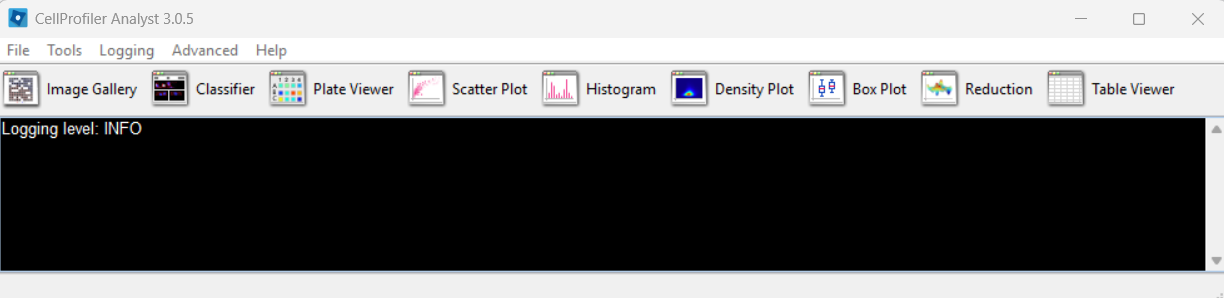 CellProfiler Analyst 3.0.5
File Tools Logging Advanced Help
Image Gallery Classifier Plate Viewer Scatter Plot Histogram Density Plot Box Plot Reduction Table Viewer
Logging level: INFO